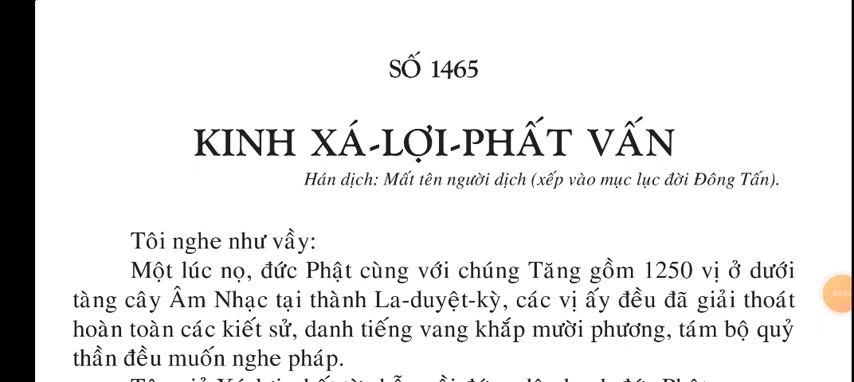 SỐ 1465
KINH XÁ-LỢI-PHẤT VẤN
Hán dịch: Mất tên người dịch (xếp vào mục lục đời Đông Tấn).
Tôi nghe như vầy:
Một lúc nọ, đức Phật cùng với chúng Tăng gồm 1250 vị ở dưới
tàng cây Âm Nhạc tại thành La-duyệt-kỳ, các vị ấy đều đã giải thoát
hoàn toàn các kiết sử, danh tiếng vang khắp mười phương, tám bộ quỷ
thần đều muốn nghe pháp.